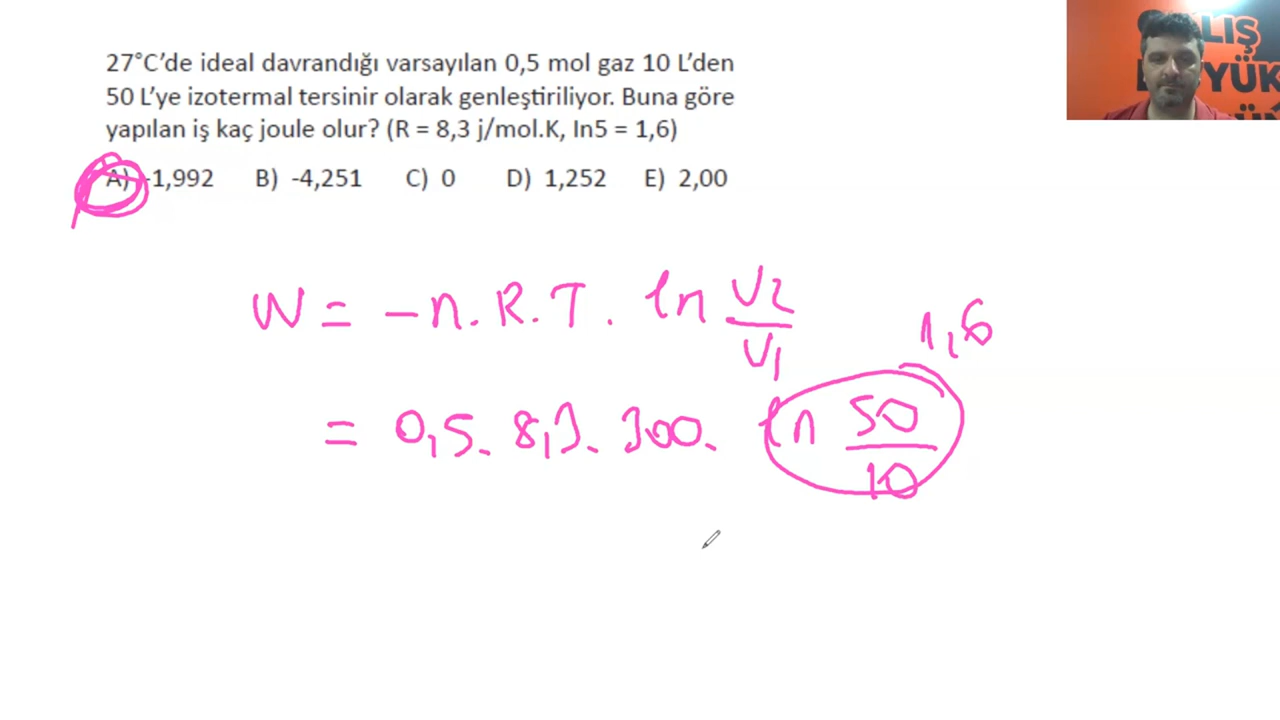 27°C’de ideal davrandığı varsayılan 0,5 mol gaz 10 L’den
50 L’ye izotermal tersinir olarak genleştiriliyor. Buna göre
yapılan iş kaç joule olur? (R = 8,3 j/mol.K, In5 = 1,6)
A) -1,992 B) -4,251 C) 0 D) 1,252 E) 2,00
W = -n.R.T. ln V2/V1
1,6
= 0,5. 8,3. 300. ln 50/10